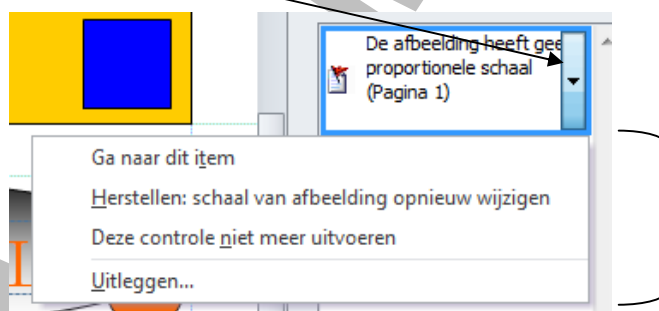 De afbeelding heeft gee
proportionele schaal
(Pagina 1)
Ga naar dit item
Herstellen: schaal van afbeelding opnieuw wijzigen
Deze controle niet meer uitvoeren
Uitleggen...